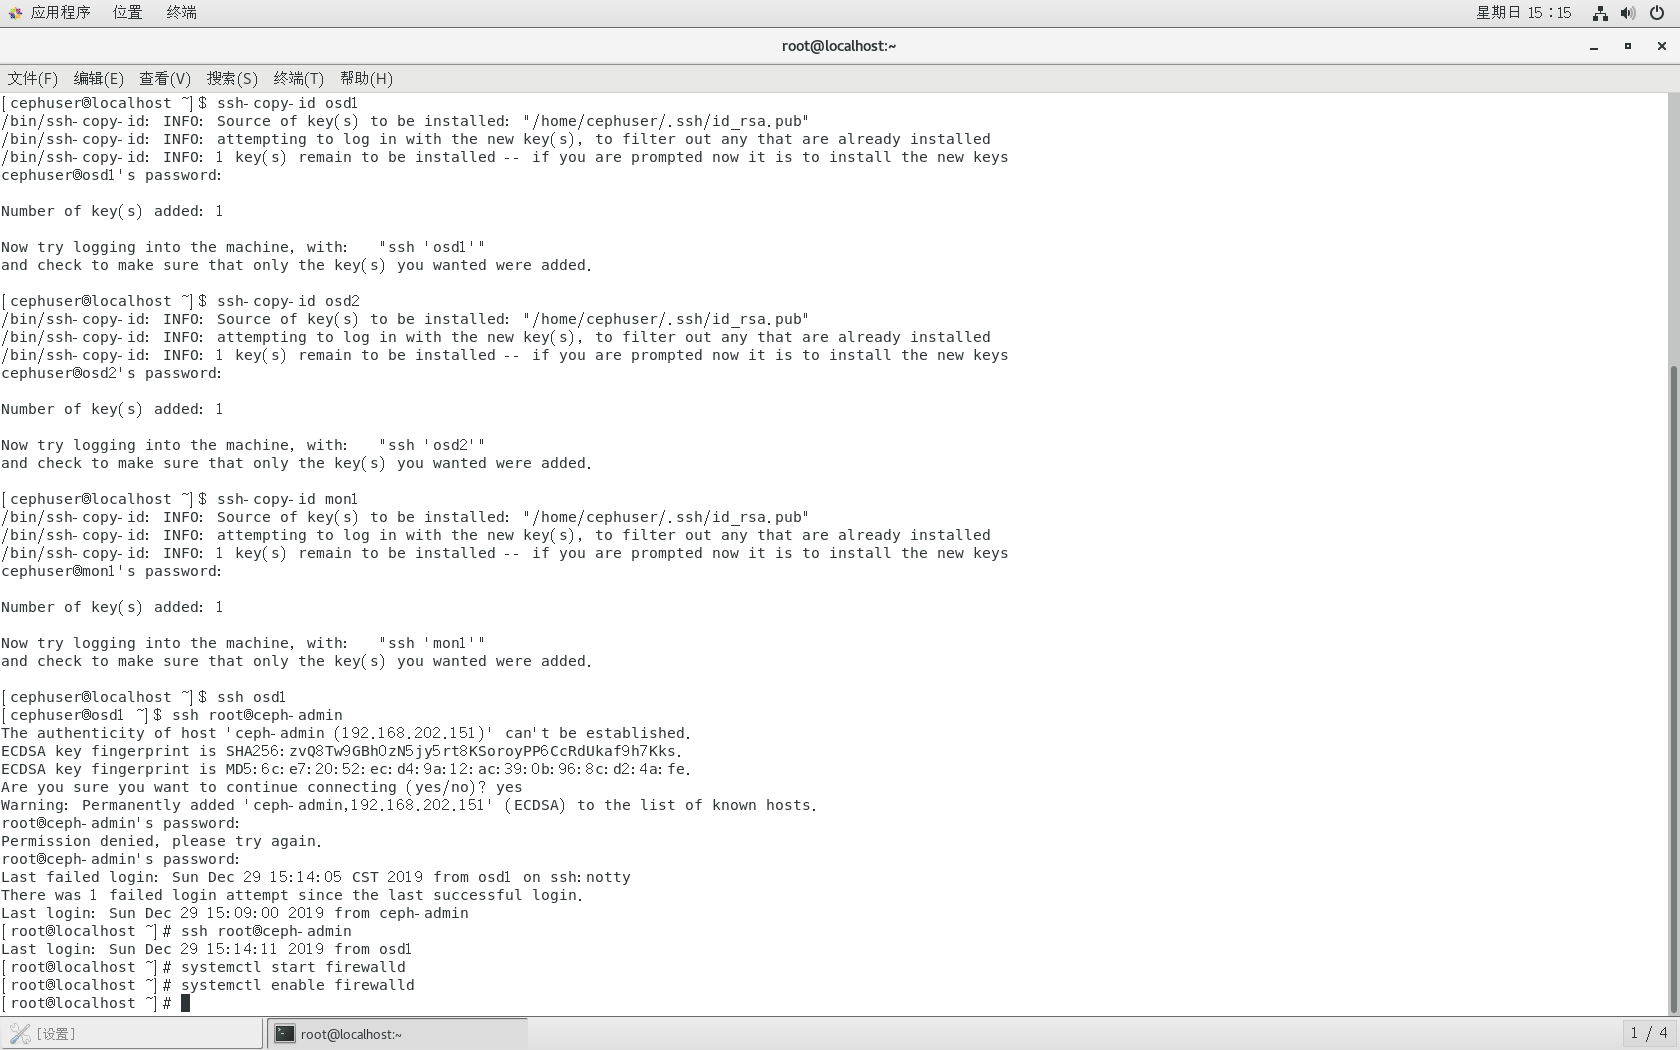 应用程序 位置 终端 星期日 15：15
root@localhost:~
文件(F) 编辑(E) 查看(V) 搜索(S) 终端(T) 帮助(H)
[cephuser@localhost ~]$ ssh-copy-id osd1
/bin/ssh-copy-id: INFO: Source of key(s) to be installed: "/home/cephuser/.ssh/id_rsa.pub"
/bin/ssh-copy-id: INFO: attempting to log in with the new key(s), to filter out any that are already installed
/bin/ssh-copy-id: INFO: 1 key(s) remain to be installed -- if you are prompted now it is to install the new keys
cephuser@osd1's password:
Number of key(s) added: 1
Now try logging into the machine, with:   "ssh 'osd1'"
and check to make sure that only the key(s) you wanted were added.
[cephuser@localhost ~]$ ssh-copy-id osd2
/bin/ssh-copy-id: INFO: Source of key(s) to be installed: "/home/cephuser/.ssh/id_rsa.pub"
/bin/ssh-copy-id: INFO: attempting to log in with the new key(s), to filter out any that are already installed
/bin/ssh-copy-id: INFO: 1 key(s) remain to be installed -- if you are prompted now it is to install the new keys
cephuser@osd2's password:
Number of key(s) added: 1
Now try logging into the machine, with:   "ssh 'osd2'"
and check to make sure that only the key(s) you wanted were added.
[cephuser@localhost ~]$ ssh-copy-id mon1
/bin/ssh-copy-id: INFO: Source of key(s) to be installed: "/home/cephuser/.ssh/id_rsa.pub"
/bin/ssh-copy-id: INFO: attempting to log in with the new key(s), to filter out any that are already installed
/bin/ssh-copy-id: INFO: 1 key(s) remain to be installed -- if you are prompted now it is to install the new keys
cephuser@mon1's password:
Number of key(s) added: 1
Now try logging into the machine, with:   "ssh 'mon1'"
and check to make sure that only the key(s) you wanted were added.
[cephuser@localhost ~]$ ssh osd1
[cephuser@osd1 ~]$ ssh root@ceph-admin
The authenticity of host 'ceph-admin (192.168.202.151)' can't be established.
ECDSA key fingerprint is SHA256:zvQ8Tw9GBh0zN5jy5rt8KSoroyPP6CcRdUkaf9h7Kks.
ECDSA key fingerprint is MD5:6c:e7:20:52:ec:d4:9a:12:ac:39:0b:96:8c:d2:4a:fe.
Are you sure you want to continue connecting (yes/no)? yes
Warning: Permanently added 'ceph-admin,192.168.202.151' (ECDSA) to the list of known hosts.
root@ceph-admin's password:
Permission denied, please try again.
root@ceph-admin's password:
Last failed login: Sun Dec 29 15:14:05 CST 2019 from osd1 on ssh:notty
There was 1 failed login attempt since the last successful login.
Last login: Sun Dec 29 15:09:00 2019 from ceph-admin
[root@localhost ~]# ssh root@ceph-admin
Last login: Sun Dec 29 15:14:11 2019 from osd1
[root@localhost ~]# systemctl start firewalld
[root@localhost ~]# systemctl enable firewalld
[root@localhost ~]#
[设置] root@localhost:~ 1 / 4